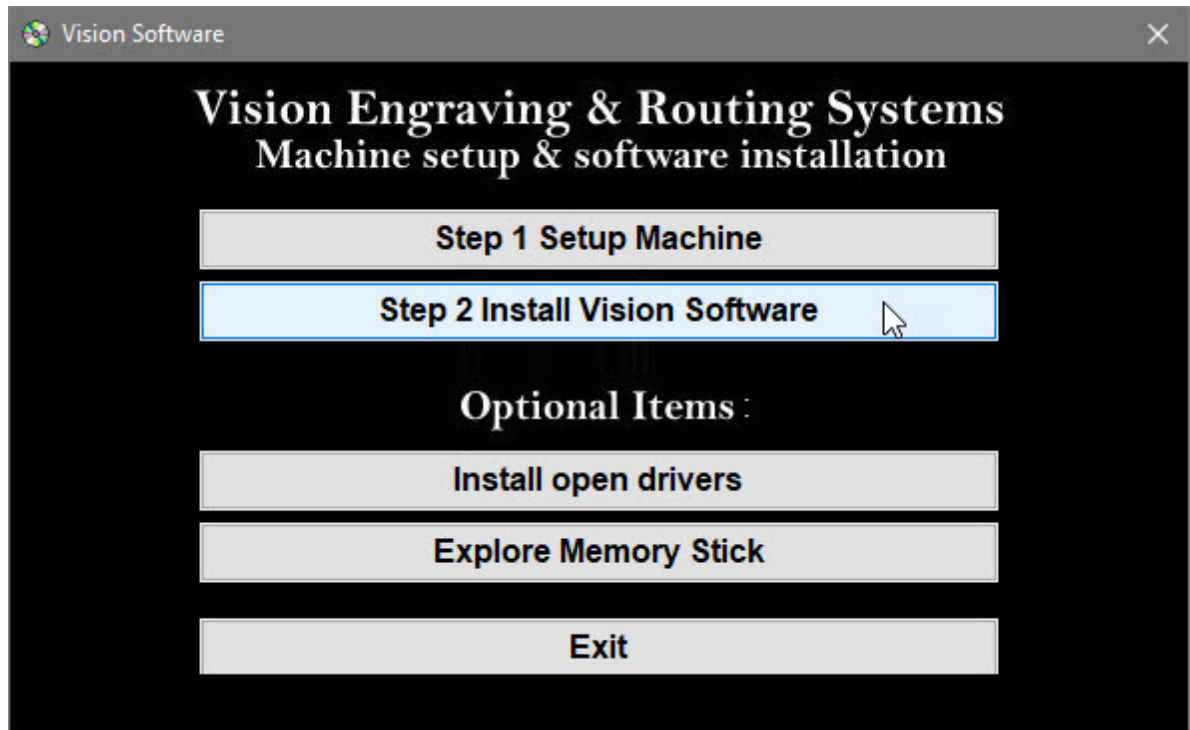 Vision Software
Vision Engraving & Routing Systems
Machine setup & software installation
Step 1 Setup Machine
Step 2 Install Vision Software
Optional Items:
Install open drivers
Explore Memory Stick
Exit